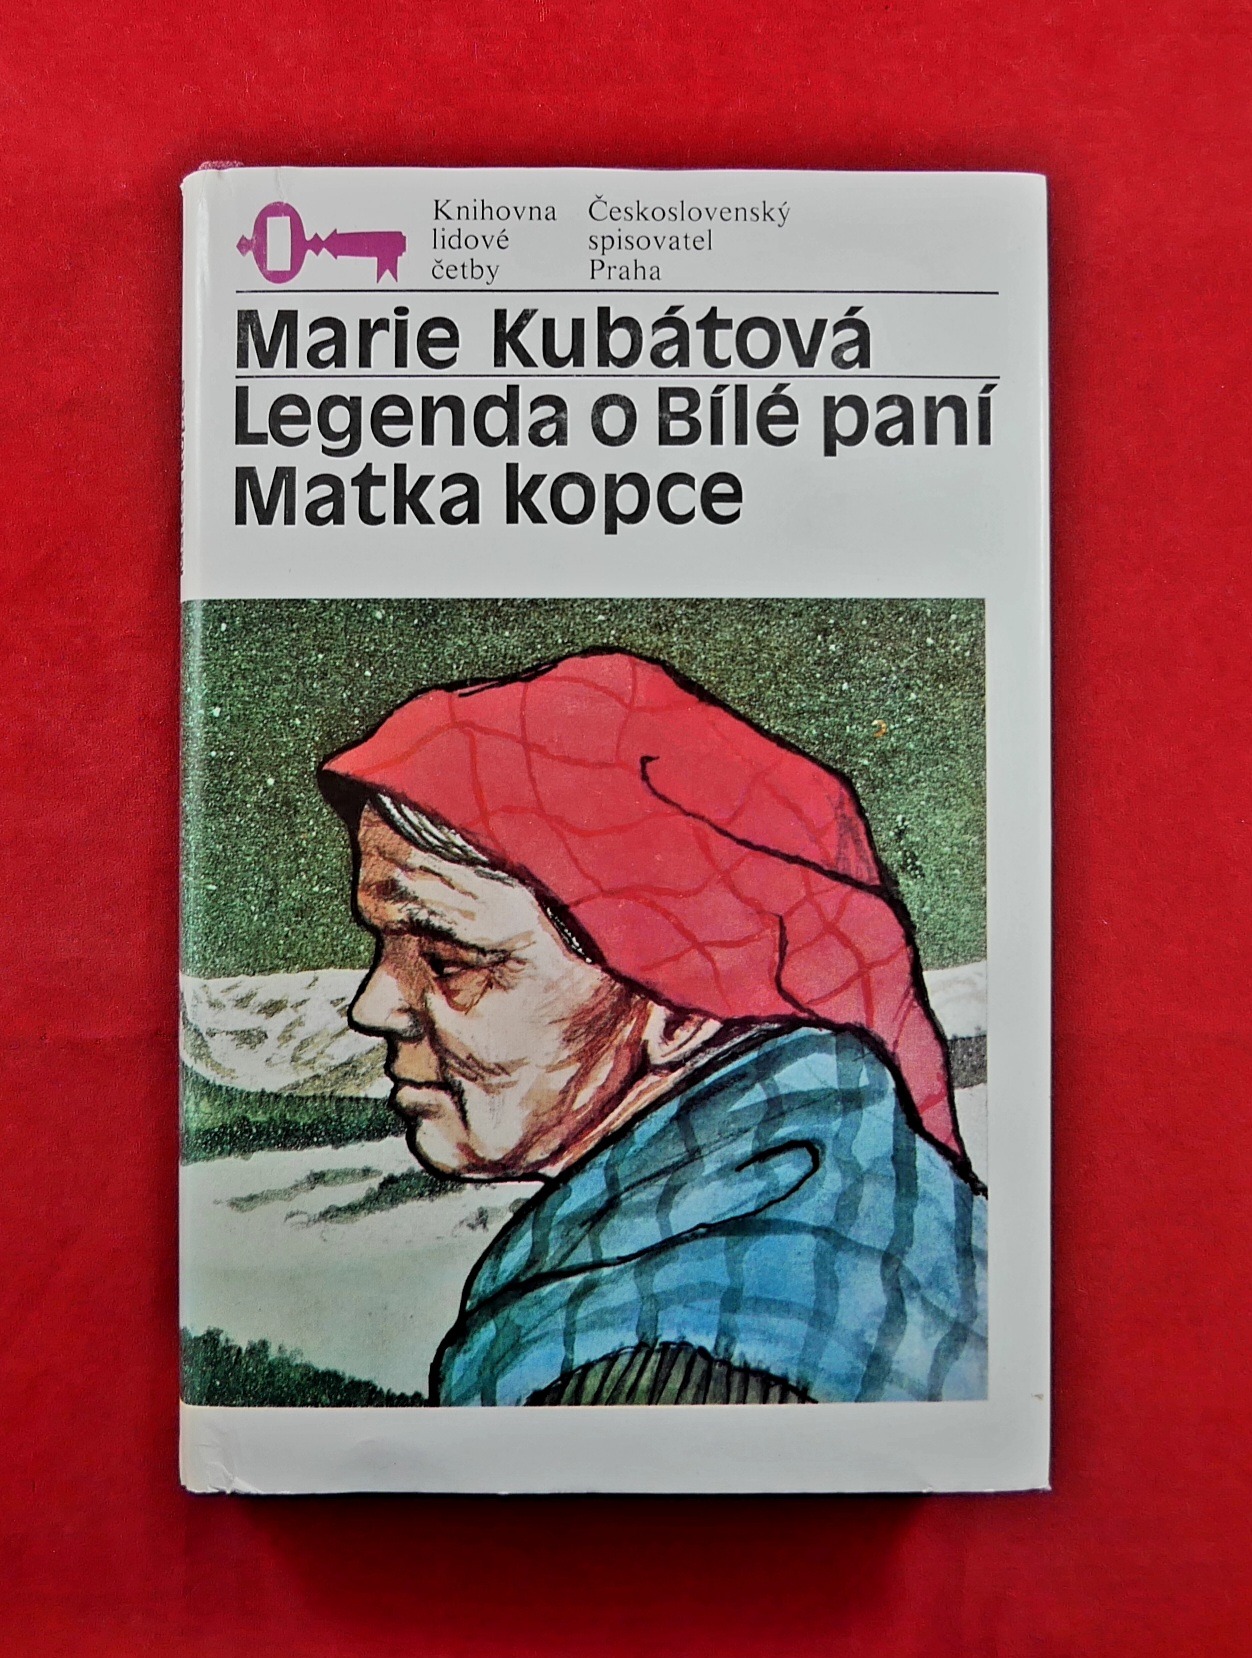 Knihovna
lidové
četby
Československý
spisovatel
Praha
Marie Kubátová
Legenda o Bílé paní
Matka kopce